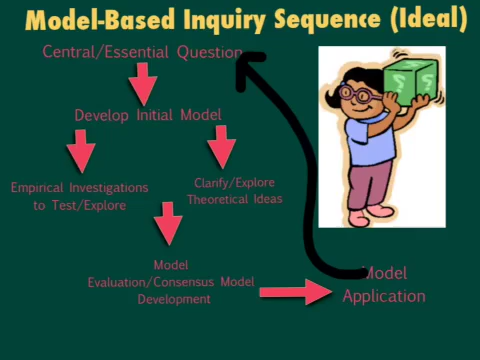 Model-Based Inquiry Sequence (Ideal)
Central/Essential Question
Develop Initial Model
Empirical Investigations
to Test/Explore
Clarify/Explore
Theoretical Ideas
Model
Evaluation/Consensus Model
Development
Model
Application